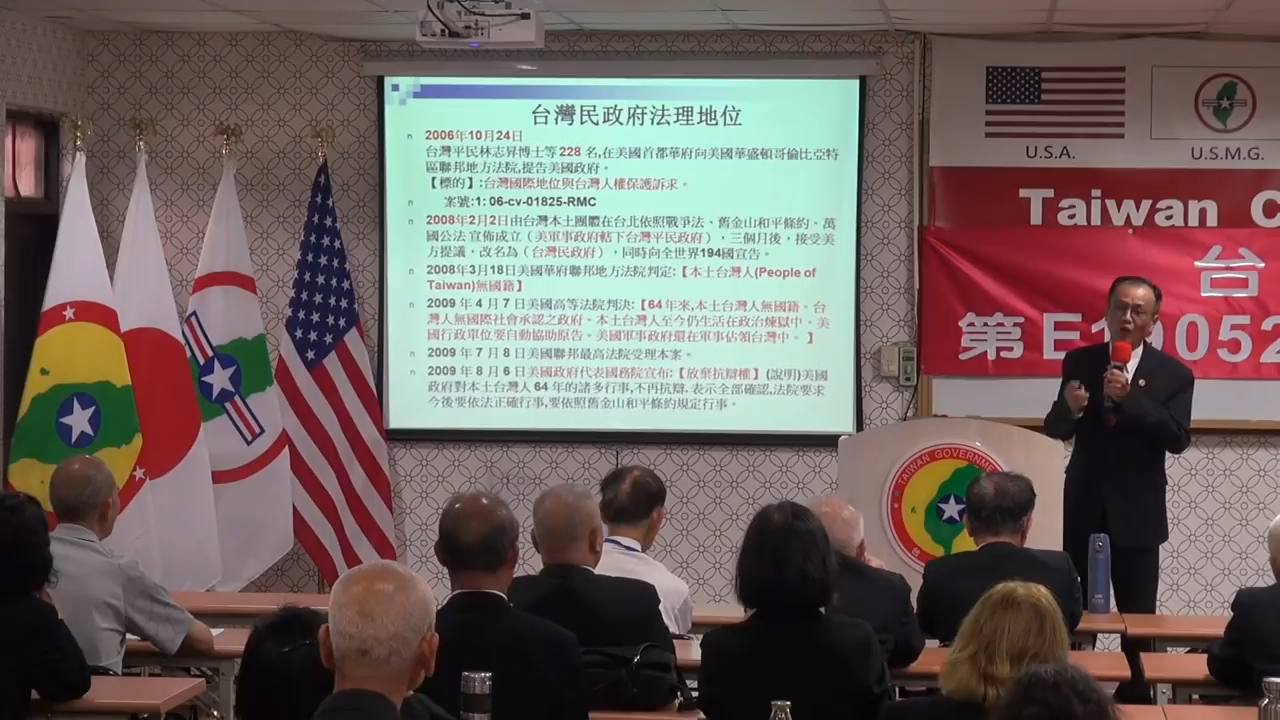 台灣民政府法理地位
2006年10月24日
台灣平民林志昇博士等 228 名,在美國首都華府向美國華盛頓哥倫比亞特
區聯邦地方法院,提告美國政府。
【標的】:台灣國際地位與台灣人權保護訴求。
案號:1: 06-cv-01825-RMC
2008年2月2日由台灣本土團體在台北依照戰爭法、舊金山和平條約、萬
國公法 宣佈成立（美軍事政府轄下台灣平民政府），三個月後，接受美
方提議，改名為（台灣民政府），同時向全世界194國宣告。
2008年3月18日美國華府聯邦地方法院判定:【本土台灣人(People of
Taiwan)無國籍】
2009 年 4 月 7 日美國高等法院判決:【64年來,本土台灣人無國籍。台
灣人無國際社會承認之政府。本土台灣人至今仍生活在政治煉獄中。美
國行政單位要自動協助原告。美國軍事政府還在軍事佔領台灣中。】
2009 年 7 月 8 日美國聯邦最高法院受理本案。
2009 年 8 月 6 日美國政府代表國務院宣布:【放棄抗辯權】(說明)美國
政府對本土台灣人 64 年的諸多行事,不再抗辯,表示全部確認,法院要求
今後要依法正確行事,要依照舊金山和平條約規定行事。
U.S.A.
U.S.M.G.
Taiwan C
台
第E19052
TAIWAN GOVERNMEN
台